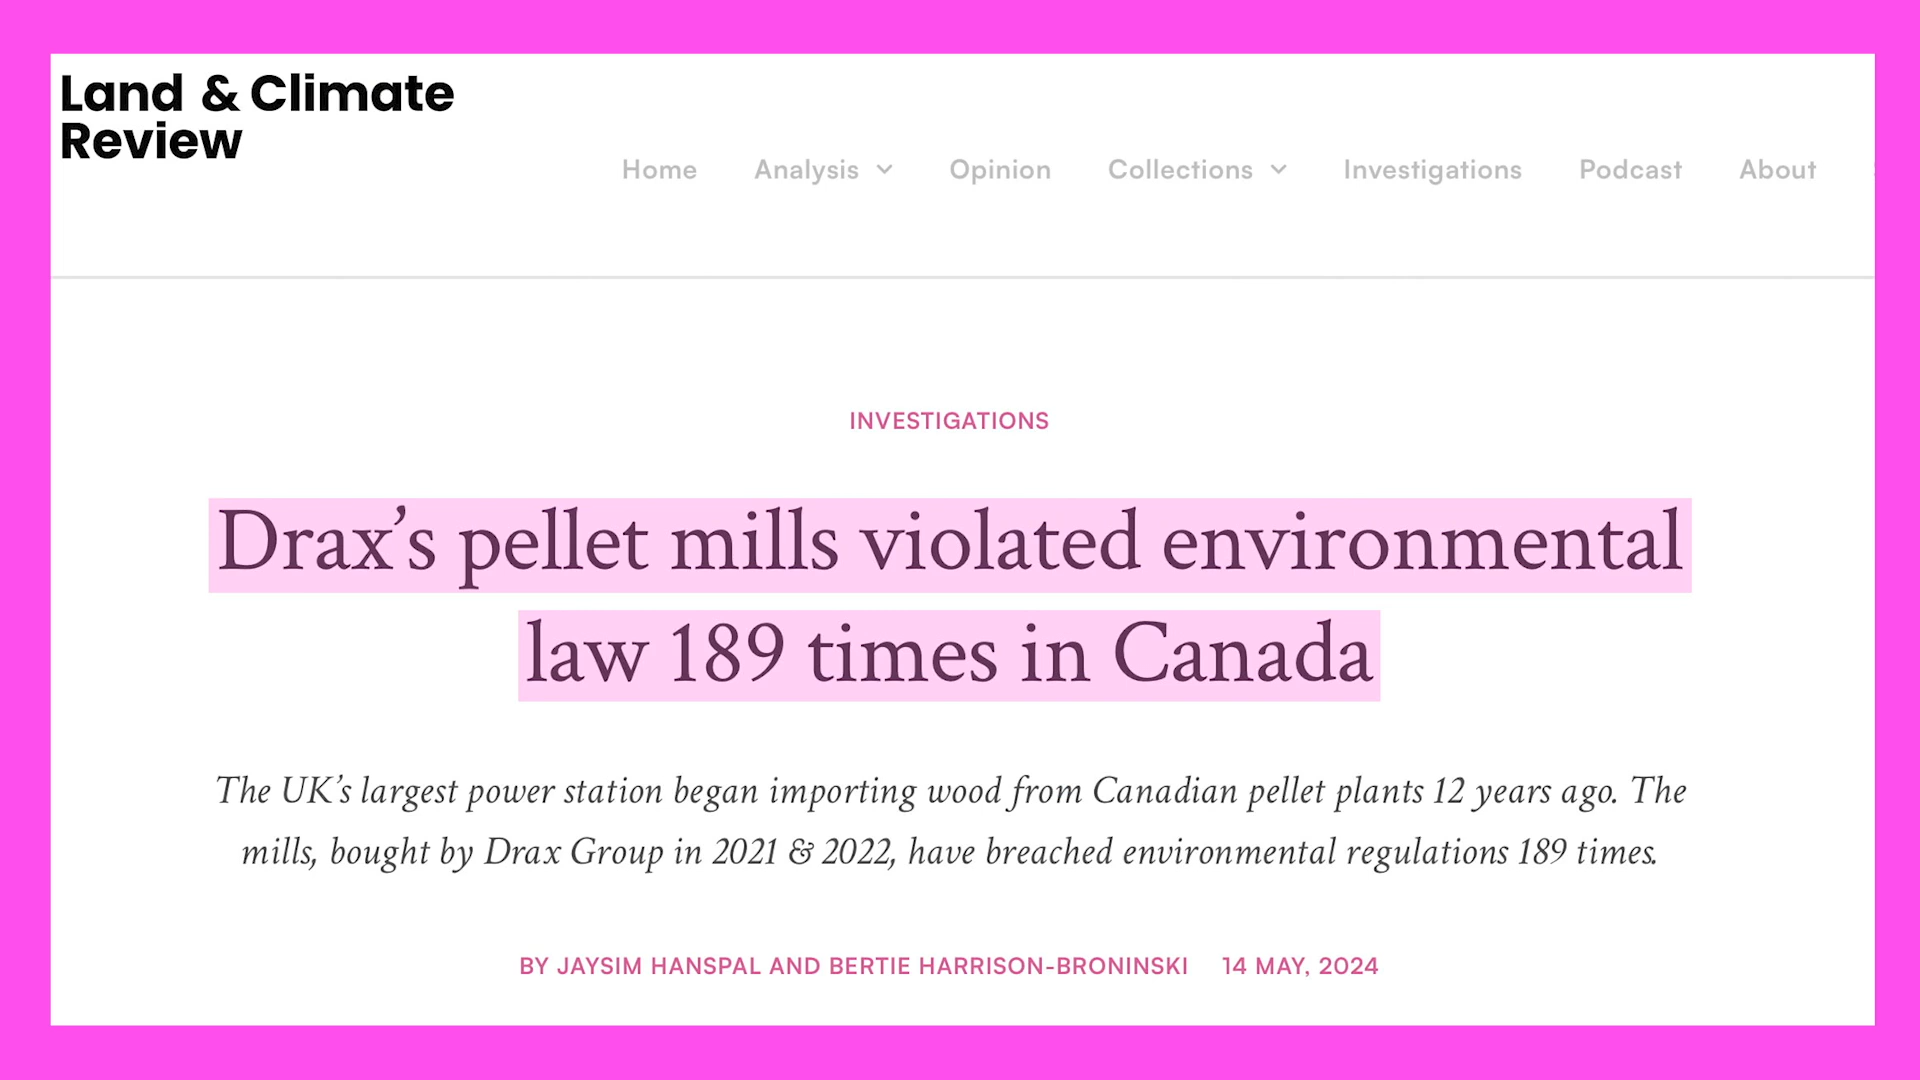 Land & Climate
Review
Home Analysis Opinion Collections Investigations Podcast About
INVESTIGATIONS
Drax’s pellet mills violated environmental
law 189 times in Canada
The UK’s largest power station began importing wood from Canadian pellet plants 12 years ago. The
mills, bought by Drax Group in 2021 & 2022, have breached environmental regulations 189 times.
BY JAYSIM HANSPAL AND BERTIE HARRISON-BRONINSKI 14 MAY, 2024